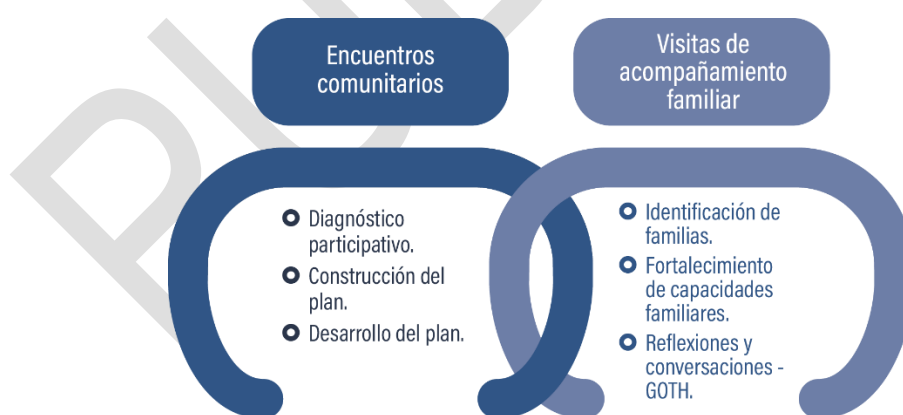 Encuentros
comunitarios
Visitas de
acompañamiento
familiar
Diagnóstico
participativo.
Construcción del
plan.
Desarrollo del plan.
Identificación de
familias.
Fortalecimiento
de capacidades
familiares.
Reflexiones y
conversaciones -
GOTH.